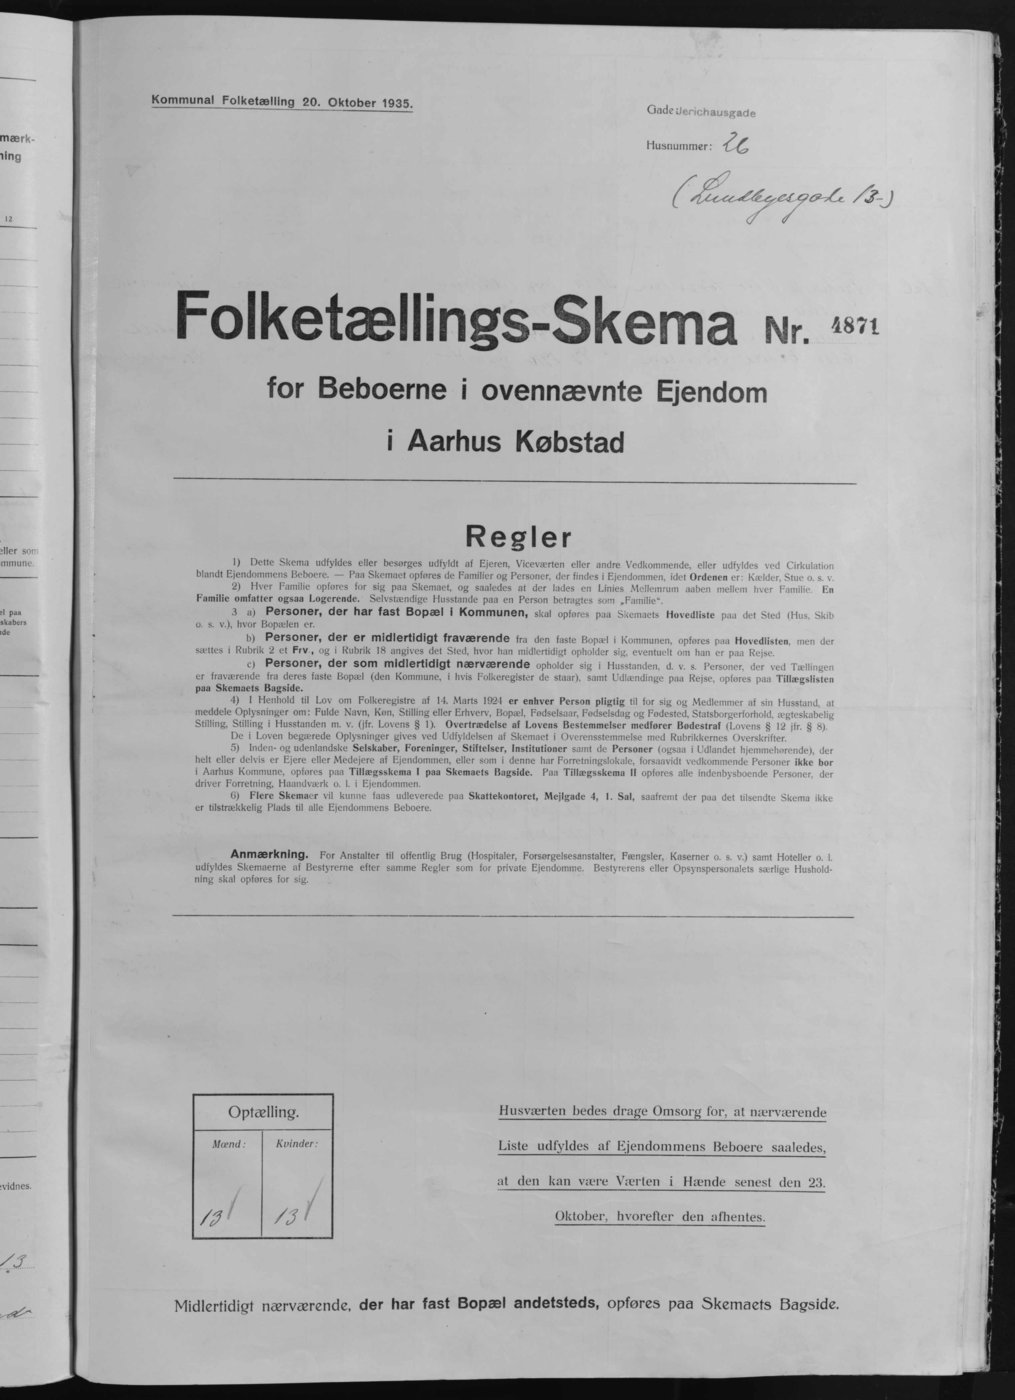 mærk-
ning
12
eller som
mmune.
el paa
skabers
evidnes.
13
Kommunal Folketælling 20. Oktober 1935.
Gade: Jerichausgade
Husnummer: 26
(Lundbyesgade 13-)
Folketællings-Skema Nr. 4871
for Beboerne i ovennævnte Ejendom
i Aarhus Købstad
Regler
1) Dette Skema udfyldes eller besørges udfyldt af Ejeren, Viceværten eller andre Vedkommende, eller udfyldes ved Cirkulation
blandt Ejendommens Beboere. — Paa Skemaet opføres de Familier og Personer, der findes i Ejendommen, idet Ordenen er: Kælder, Stue o. s. v.
2) Hver Familie opføres for sig paa Skemaet, og saaledes at der lades en Linies Mellemrum aaben mellem hver Familie. En
Familie omfatter ogsaa Logerende. Selvstændige Husstande paa en Person betragtes som „Familie“.
3 a) Personer, der har fast Bopæl i Kommunen, skal opføres paa Skemaets Hovedliste paa det Sted (Hus, Skib
o. s. v.), hvor Bopælen er.
b) Personer, der er midlertidigt fraværende fra den faste Bopæl i Kommunen, opføres paa Hovedlisten, men der
sættes i Rubrik 2 et Frv., og i Rubrik 18 angives det Sted, hvor han midlertidigt opholder sig, eventuelt om han er paa Rejse.
c) Personer, der som midlertidigt nærværende opholder sig i Husstanden, d. v. s. Personer, der ved Tællingen
er fraværende fra deres faste Bopæl (den Kommune, i hvis Folkeregister de staar), samt Udlændinge paa Rejse, opføres paa Tillægslisten
paa Skemaets Bagside.
4) I Henhold til Lov om Folkeregistre af 14. Marts 1924 er enhver Person pligtig til for sig og Medlemmer af sin Husstand, at
meddele Oplysninger om: Fulde Navn, Køn, Stilling eller Erhverv, Bopæl, Fødselsaar, Fødselsdag og Fødested, Statsborgerforhold, ægteskabelig
Stilling, Stilling i Husstanden m. v. (jfr. Lovens § 1). Overtrædelse af Lovens Bestemmelser medfører Bødestraf (Lovens § 12 jfr. § 8).
De i Loven begærede Oplysninger gives ved Udfyldelsen af Skemaet i Overensstemmelse med Rubrikkernes Overskrifter.
5) Inden- og udenlandske Selskaber, Foreninger, Stiftelser, Institutioner samt de Personer (ogsaa i Udlandet hjemmehørende), der
helt eller delvis er Ejere eller Medejere af Ejendommen, eller som i denne har Forretningslokale, forsaavidt vedkommende Personer ikke bor
i Aarhus Kommune, opføres paa Tillægsskema I paa Skemaets Bagside. Paa Tillægsskema II opføres alle indenbysboende Personer, der
driver Forretning, Haandværk o. l. i Ejendommen.
6) Flere Skemaer vil kunne faas udleverede paa Skattekontoret, Mejlgade 4, 1. Sal, saafremt der paa det tilsendte Skema ikke
er tilstrækkelig Plads til alle Ejendommens Beboere.
Anmærkning. For Anstalter til offentlig Brug (Hospitaler, Forsørgelsesanstalter, Fængsler, Kaserner o. s. v.) samt Hoteller o. l.
udfyldes Skemaerne af Bestyrerne efter samme Regler som for private Ejendomme. Bestyrerens eller Opsynspersonalets særlige Hushold-
ning skal opføres for sig.
Optælling.
Mænd: Kvinder:
13 13
Husværten bedes drage Omsorg for, at nærværende
Liste udfyldes af Ejendommens Beboere saaledes,
at den kan være Værten i Hænde senest den 23.
Oktober, hvorefter den afhentes.
Midlertidigt nærværende, der har fast Bopæl andetsteds, opføres paa Skemaets Bagside.